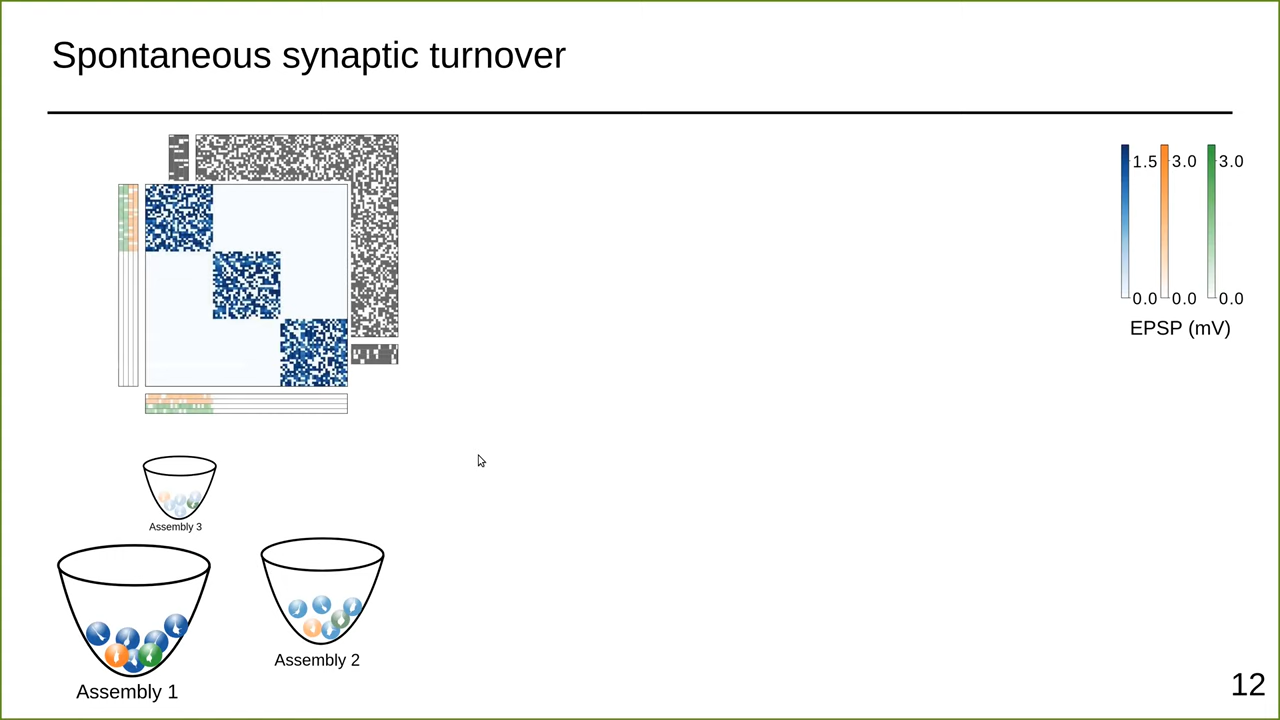 Spontaneous synaptic turnover
1.5 3.0 3.0
0.0 0.0 0.0
EPSP (mV)
Assembly 3
Assembly 2
Assembly 1
12